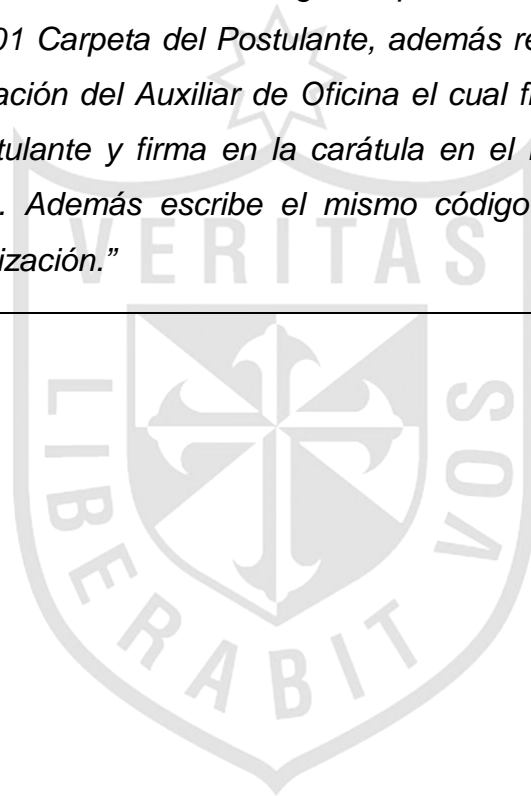 01 Carpeta del Postulante, además re
ación del Auxiliar de Oficina el cual fi
tulante y firma en la carátula en el
. Además escribe el mismo código
ización.”
VERITAS
LIBERABIT
VOS